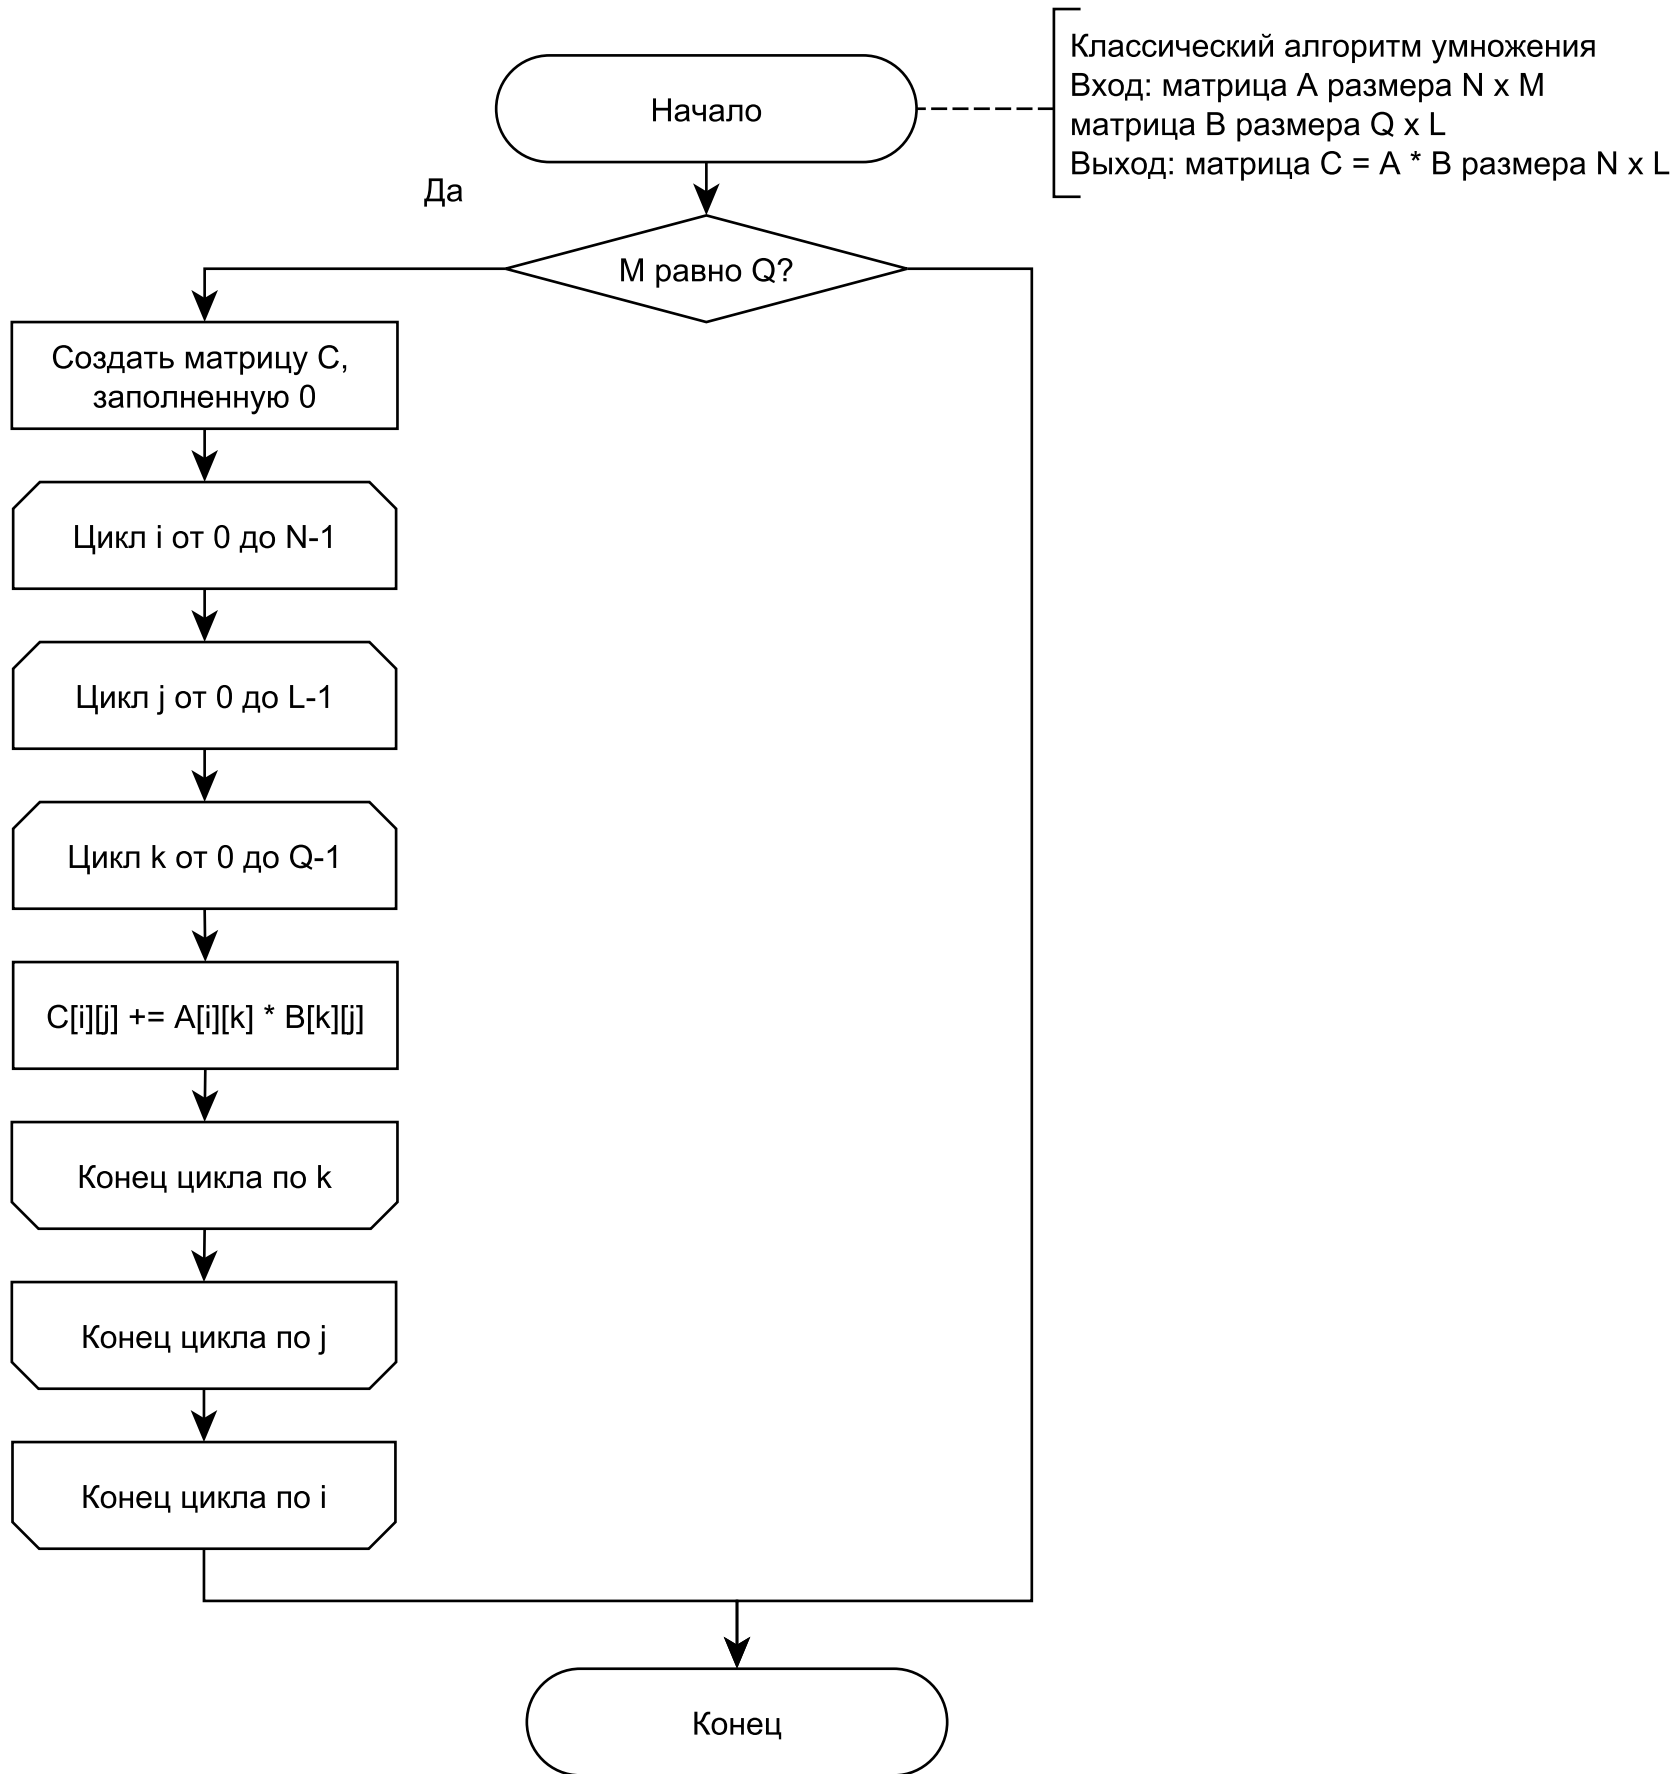 Классический алгоритм умножения
Вход: матрица A размера N x M
матрица B размера Q x L
Выход: матрица C = A * B размера N x L
Начало
Да
M равно Q?
Создать матрицу C,
заполненную 0
Цикл i от 0 до N-1
Цикл j от 0 до L-1
Цикл k от 0 до Q-1
C[i][j] += A[i][k] * B[k][j]
Конец цикла по k
Конец цикла по j
Конец цикла по i
Конец